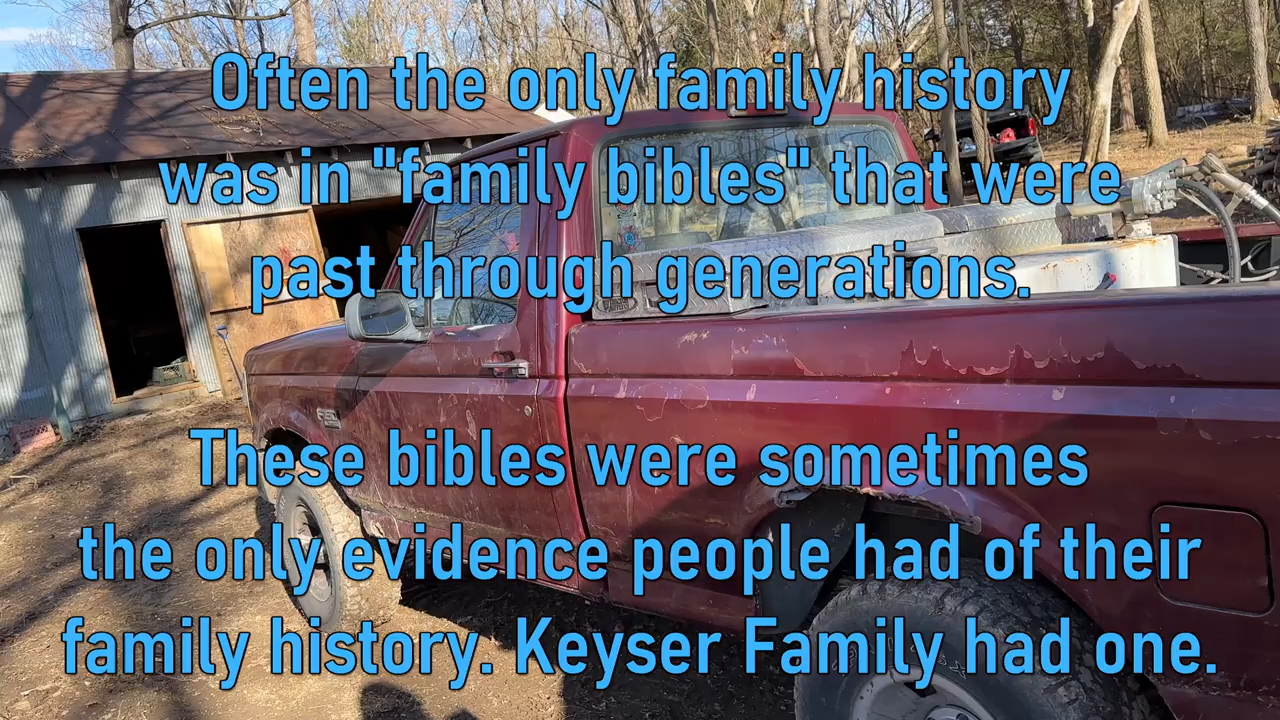 Often the only family history
was in "family bibles" that were
past through generations.
These bibles were sometimes
the only evidence people had of their
family history. Keyser Family had one.